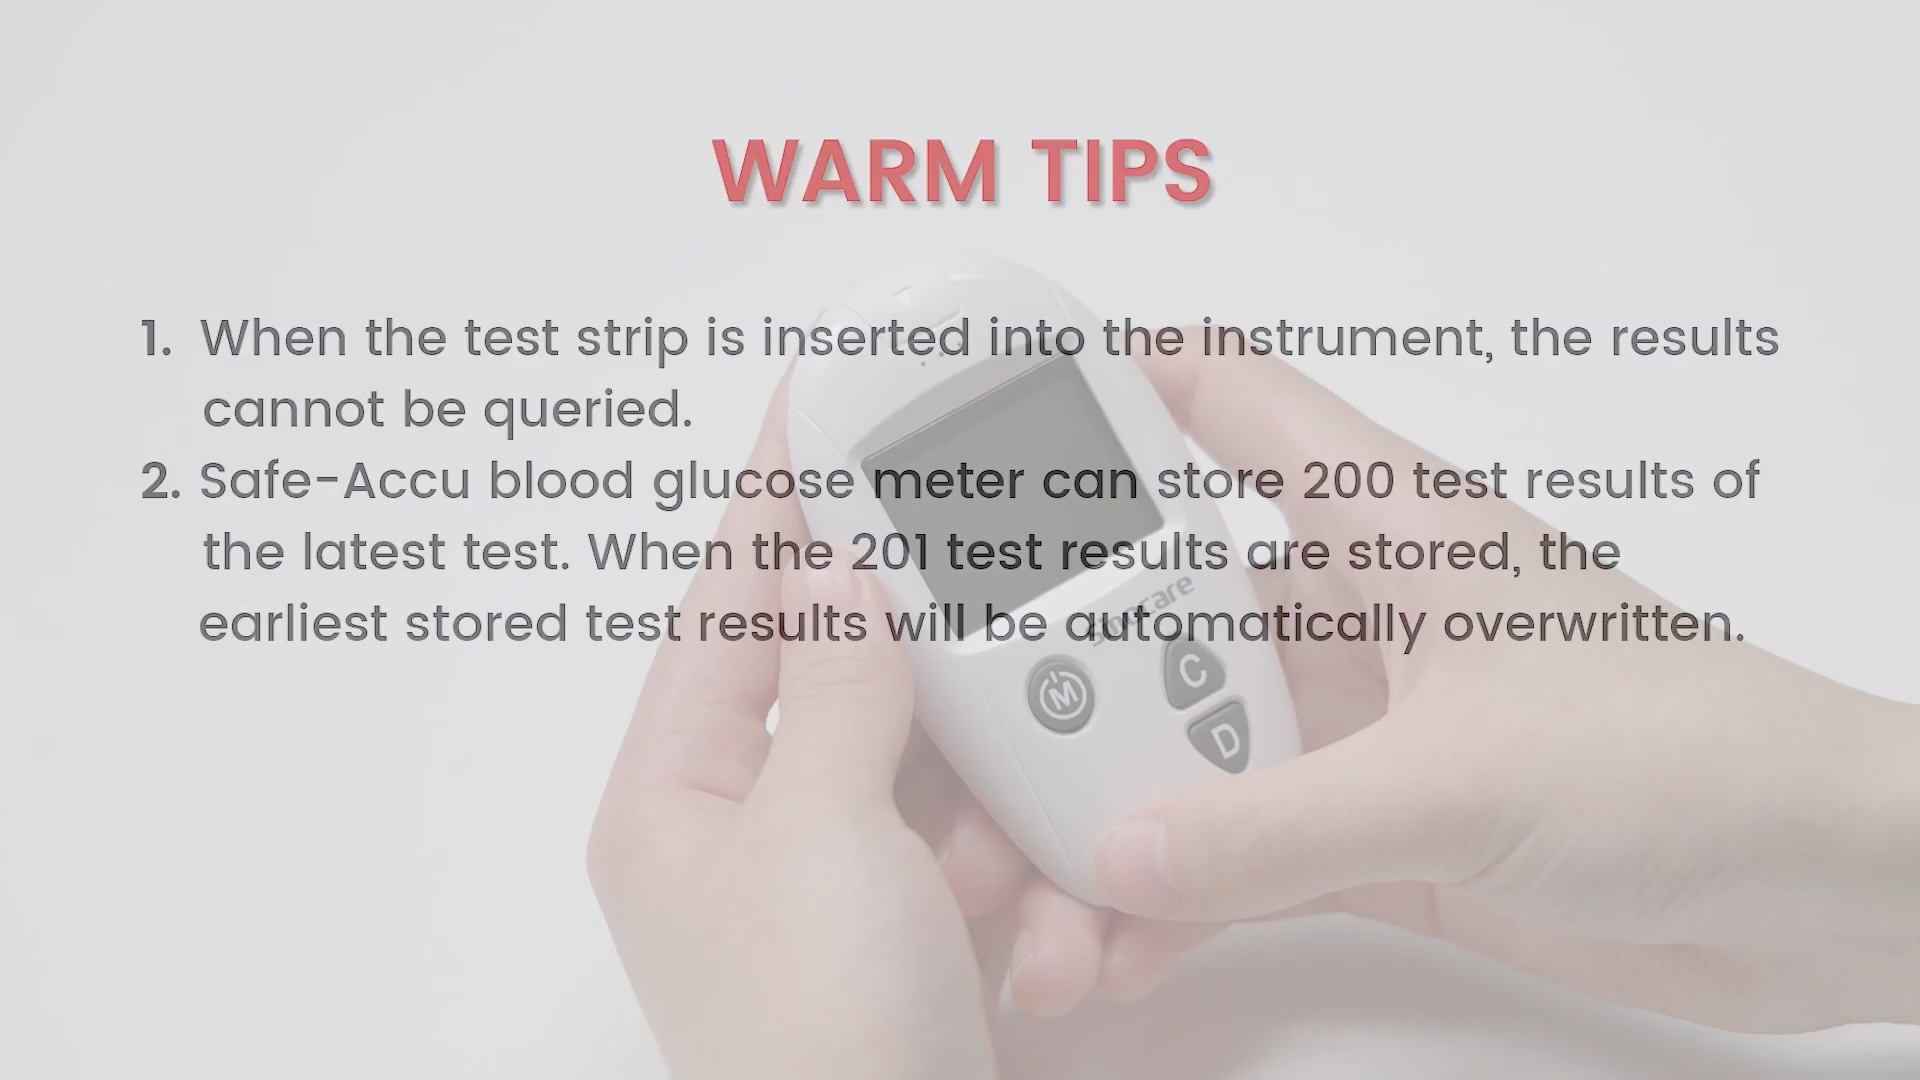 WARM TIPS
1. When the test strip is inserted into the instrument, the results
cannot be queried.
2. Safe-Accu blood glucose meter can store 200 test results of
the latest test. When the 201 test results are stored, the
earliest stored test results will be automatically overwritten.
Sinocare
M
C
D